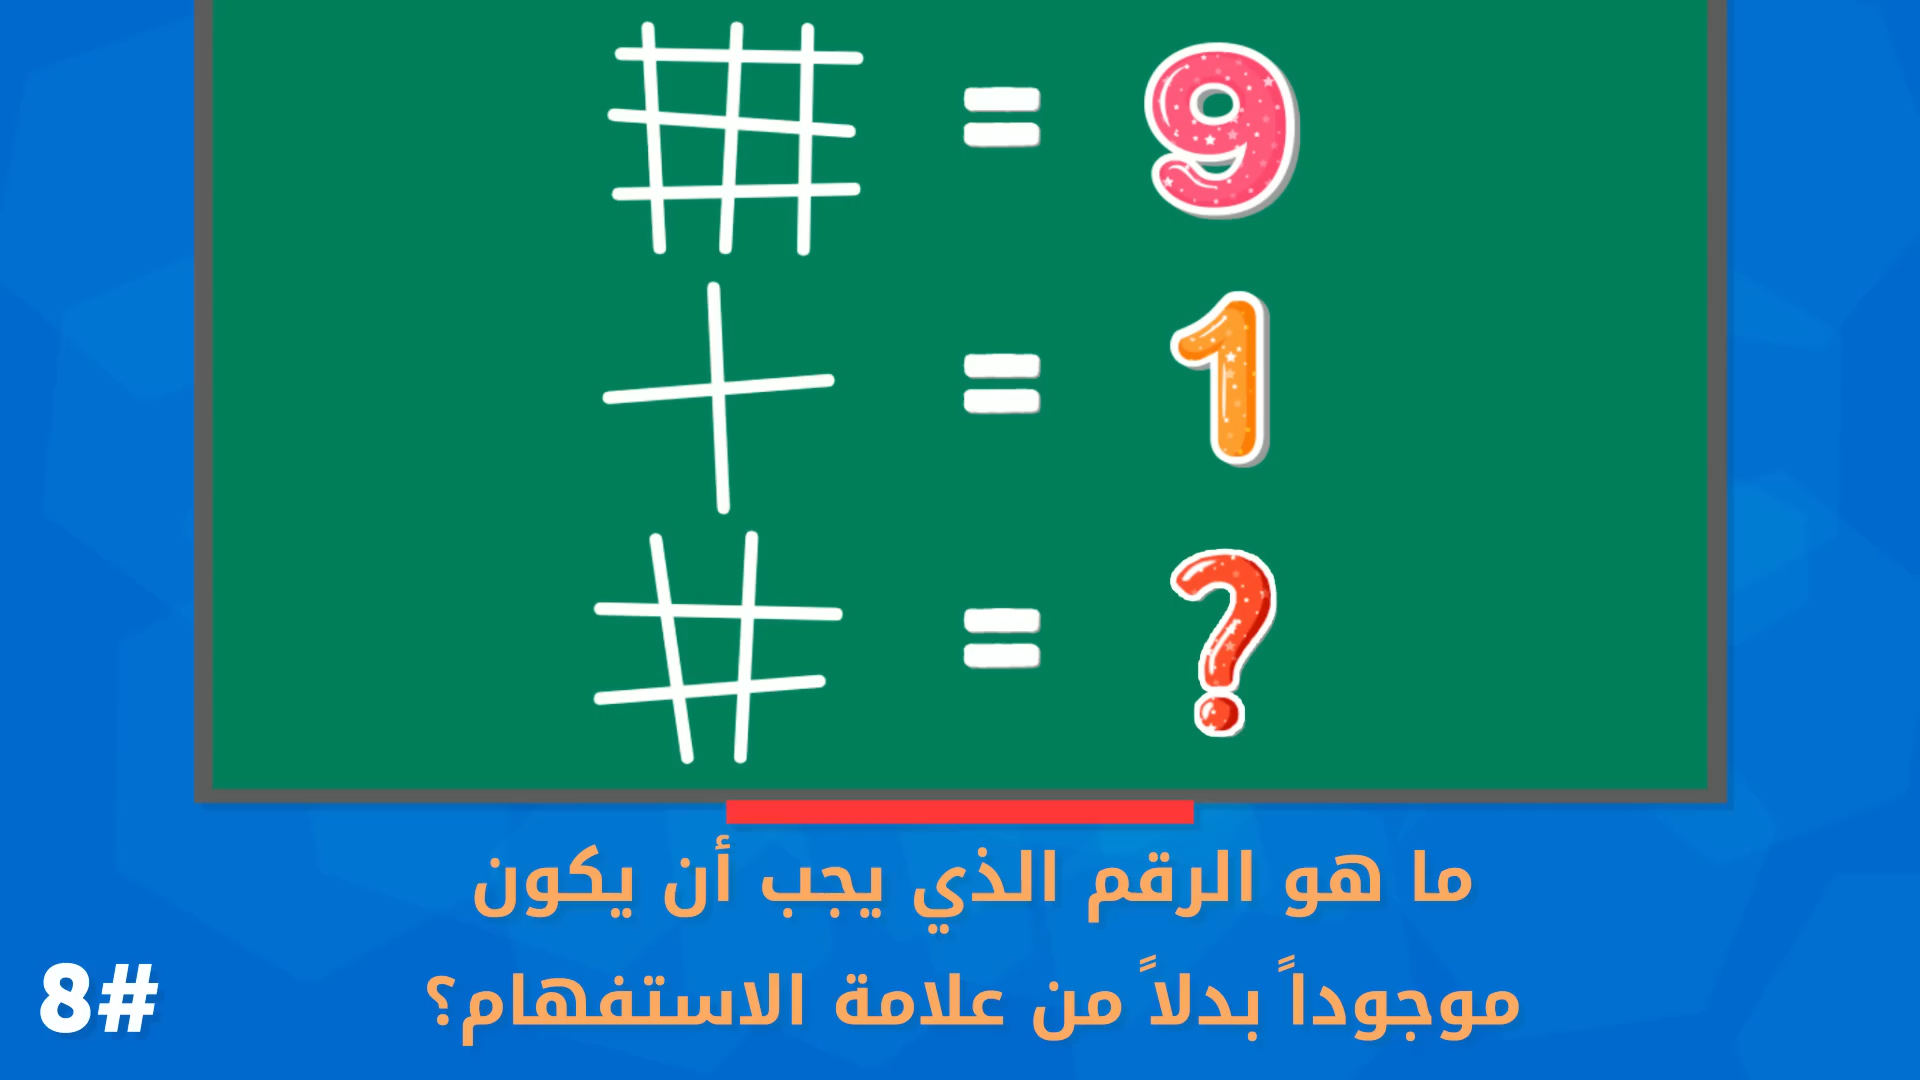 = 9
= 1
= ?
ما هو الرقم الذي يجب أن يكون
موجوداً بدلاً من علامة الاستفهام؟
#8